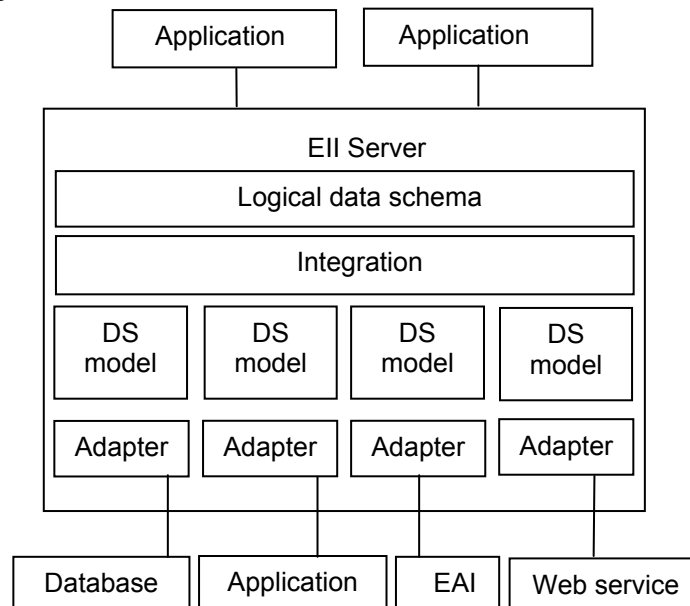 Application
Application
EII Server
Logical data schema
Integration
DS
model
DS
model
DS
model
DS
model
Adapter
Adapter
Adapter
Adapter
Database
Application
EAI
Web service